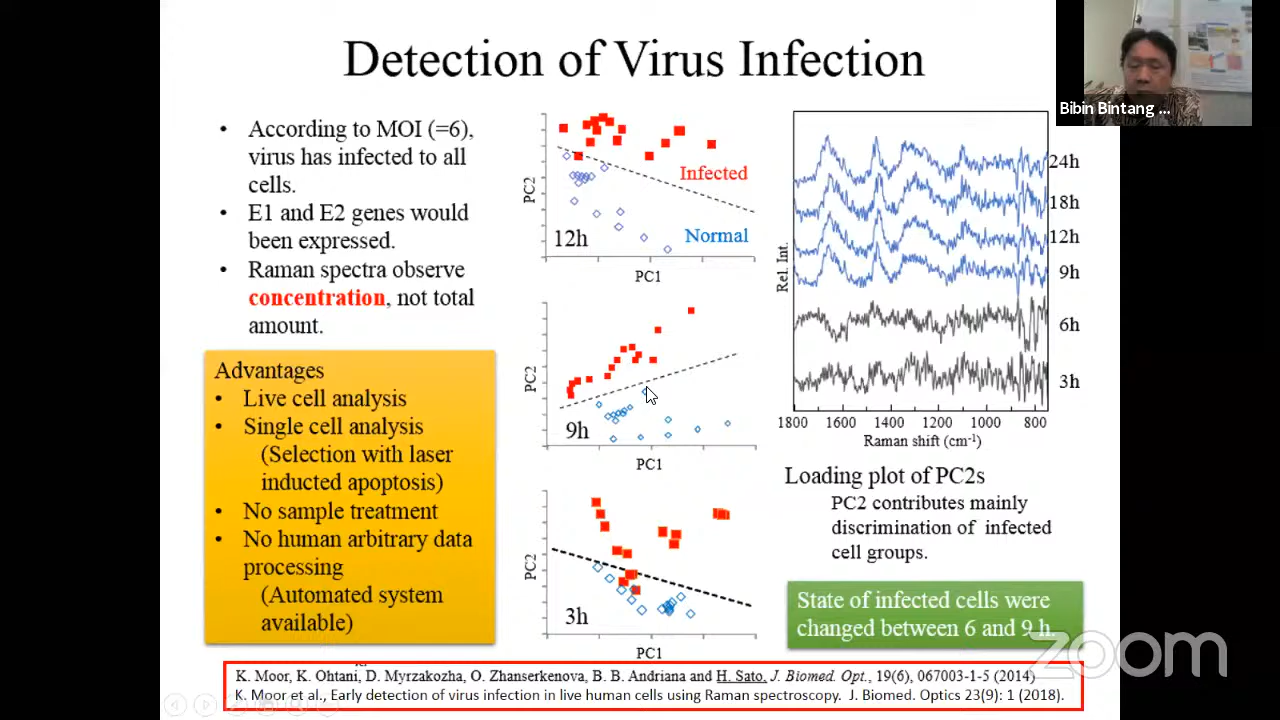 Detection of Virus Infection
Bibin Bintang ...
• According to MOI (=6),
virus has infected to all
cells.
• E1 and E2 genes would
been expressed.
• Raman spectra observe
concentration, not total
amount.
Advantages
• Live cell analysis
• Single cell analysis
(Selection with laser
inducted apoptosis)
• No sample treatment
• No human arbitrary data
processing
(Automated system
available)
PC2
Infected
Normal
12h
PC1
PC2
9h
PC1
PC2
3h
PC1
Rel. Int.
24h
18h
12h
9h
6h
3h
1800 1600 1400 1200 1000 800
Raman shift (cm-1)
Loading plot of PC2s
PC2 contributes mainly
discrimination of infected
cell groups.
State of infected cells were
changed between 6 and 9 h.
zoom
K. Moor, K. Ohtani, D. Myrzakozha, O. Zhanserkenova, B. B. Andriana and H. Sato, J. Biomed. Opt., 19(6), 067003-1-5 (2014)
K. Moor et al., Early detection of virus infection in live human cells using Raman spectroscopy. J. Biomed. Optics 23(9): 1 (2018).